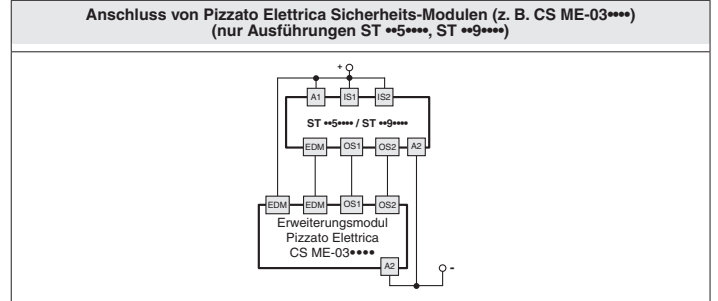 Anschluss von Pizzato Elettrica Sicherheits-Modulen (z. B. CS ME-03••••)
(nur Ausführungen ST ••5••••, ST ••9••••)
+
A1 IS1 IS2
ST ••5•••• / ST ••9••••
EDM OS1 OS2 A2
EDM EDM OS1 OS2
Erweiterungsmodul
Pizzato Elettrica
CS ME-03••••
A2 -